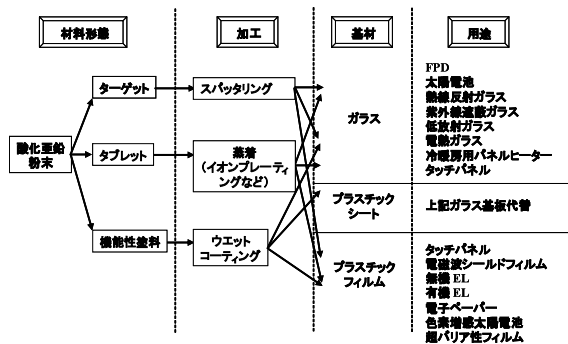 材料形態
加工
基材
用途
酸化亜鉛
粉末
ターゲット
タブレット
機能性塗料
スパッタリング
蒸着
(イオンプレーティ
ングなど)
ウエット
コーティング
ガラス
プラスチック
シート
プラスチック
フィルム
FPD
太陽電池
熱線反射ガラス
紫外線遮蔽ガラス
低放射ガラス
電熱ガラス
冷暖房用パネルヒーター
タッチパネル
上記ガラス基板代替
タッチパネル
電磁波シールドフィルム
無機 EL
有機 EL
電子ペーパー
色素増感太陽電池
超バリア性フィルム